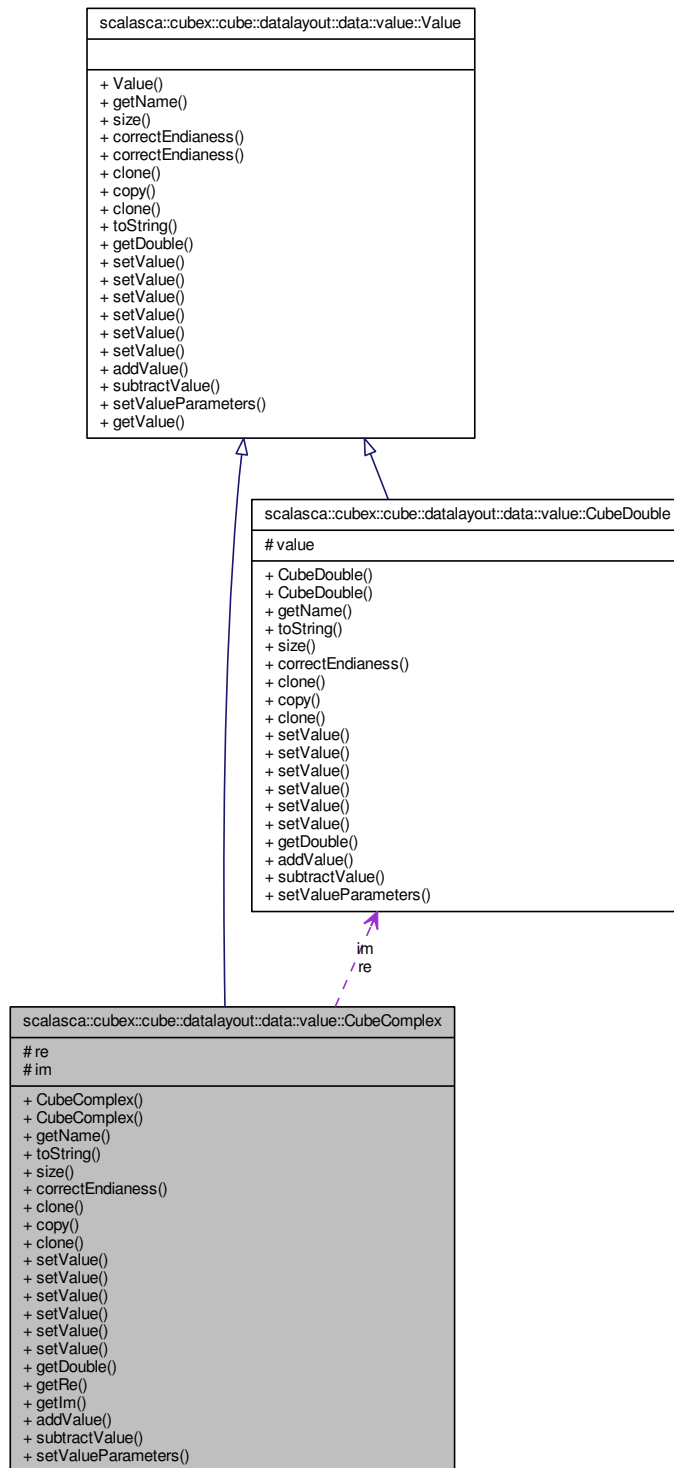 scalasca::cubex::cube::datalayout::data::value::Value
+ Value()
+ getName()
+ size()
+ correctEndianess()
+ correctEndianess()
+ clone()
+ copy()
+ clone()
+ toString()
+ getDouble()
+ setValue()
+ setValue()
+ setValue()
+ setValue()
+ setValue()
+ setValue()
+ addValue()
+ subtractValue()
+ setValueParameters()
+ getValue()
scalasca::cubex::cube::datalayout::data::value::CubeDouble
# value
+ CubeDouble()
+ CubeDouble()
+ getName()
+ toString()
+ size()
+ correctEndianess()
+ clone()
+ copy()
+ clone()
+ setValue()
+ setValue()
+ setValue()
+ setValue()
+ setValue()
+ setValue()
+ getDouble()
+ addValue()
+ subtractValue()
+ setValueParameters()
im
re
scalasca::cubex::cube::datalayout::data::value::CubeComplex
# re
# im
+ CubeComplex()
+ CubeComplex()
+ getName()
+ toString()
+ size()
+ correctEndianess()
+ clone()
+ copy()
+ clone()
+ setValue()
+ setValue()
+ setValue()
+ setValue()
+ setValue()
+ setValue()
+ getDouble()
+ getRe()
+ getIm()
+ addValue()
+ subtractValue()
+ setValueParameters()